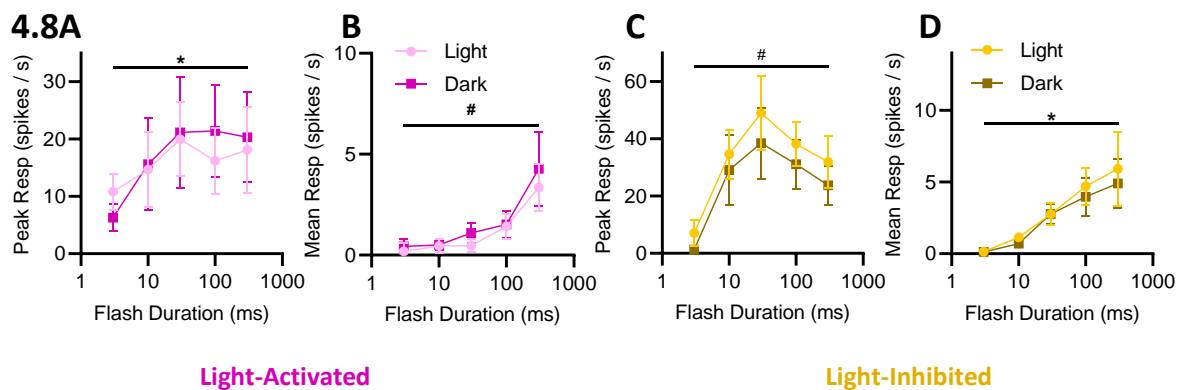 4.8A
B
C
D
Peak Resp (spikes / s)
30
20
10
0
*
1 10 100 1000
Flash Duration (ms)
Mean Resp (spikes / s)
10
5
0
Light
Dark
#
1 10 100 1000
Flash Duration (ms)
Peak Resp (spikes / s)
60
40
20
0
#
1 10 100 1000
Flash Duration (ms)
Mean Resp (spikes / s)
10
5
0
Light
Dark
*
1 10 100 1000
Flash Duration (ms)
Light-Activated
Light-Inhibited